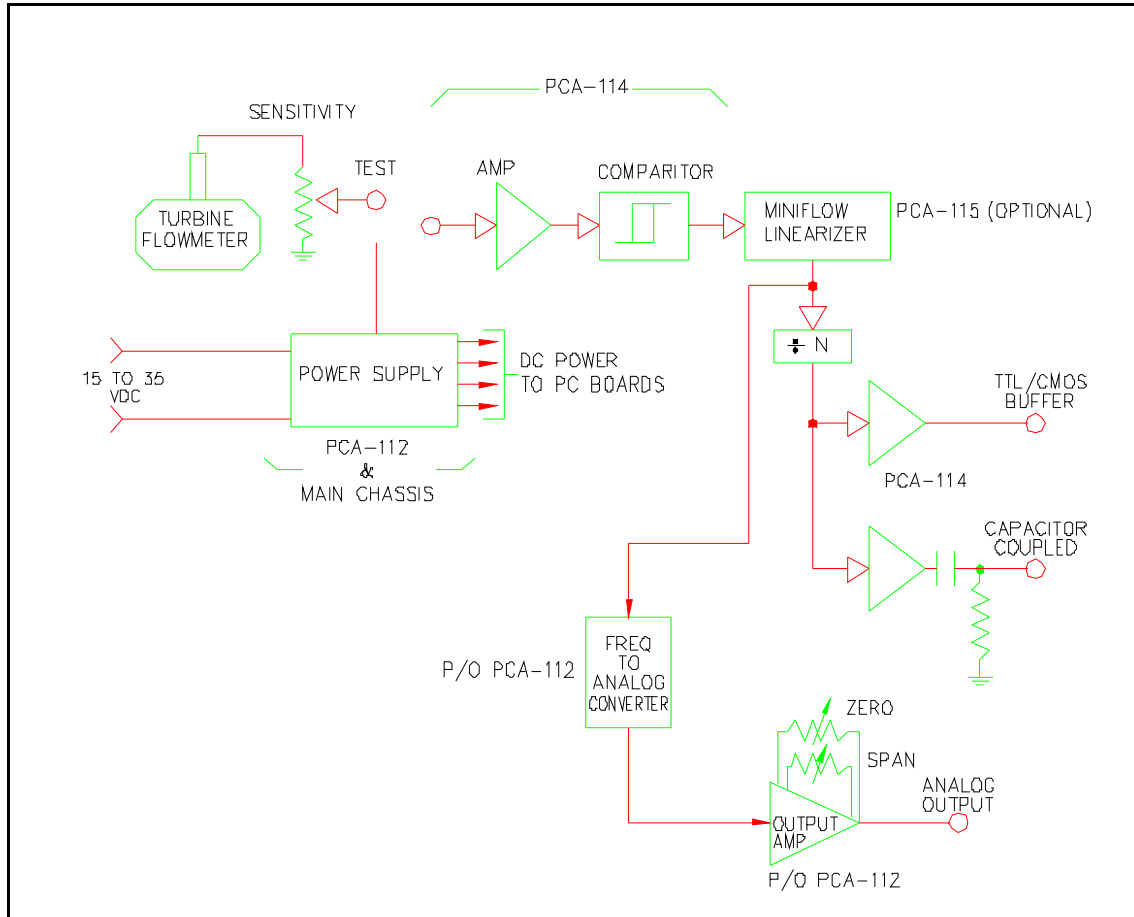 PCA-114
SENSITIVITY
TEST
AMP
COMPARITOR
TURBINE
FLOWMETER
MINIFLOW
LINEARIZER
PCA-115 (OPTIONAL)
15 TO 35
VDC
POWER SUPPLY
DC POWER
TO PC BOARDS
PCA-112
&
MAIN CHASSIS
÷ N
TTL/CMOS
BUFFER
PCA-114
CAPACITOR
COUPLED
P/O PCA-112
FREQ
TO
ANALOG
CONVERTER
ZERO
SPAN
OUTPUT
AMP
ANALOG
OUTPUT
P/O PCA-112